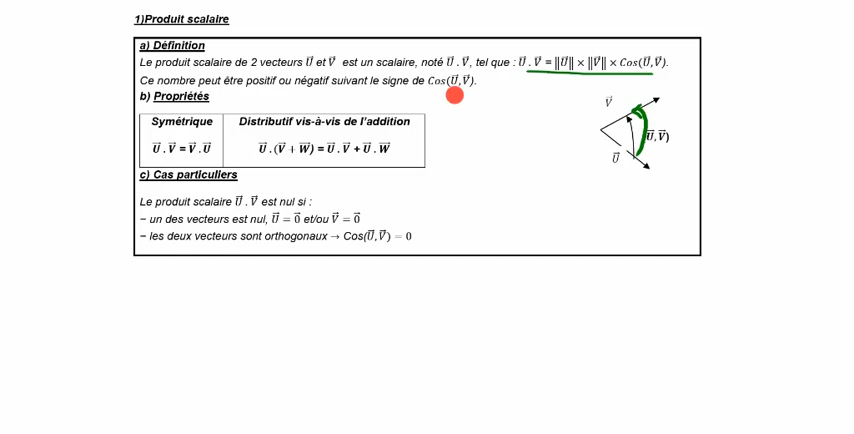 1)Produit scalaire
a) Définition
Le produit scalaire de 2 vecteurs U⃗ et V⃗ est un scalaire, noté U⃗ . V⃗, tel que : U⃗ . V⃗ = ‖U⃗‖ × ‖V⃗‖ × Cos(U⃗,V⃗).
Ce nombre peut être positif ou négatif suivant le signe de Cos(U⃗,V⃗).
b) Propriétés
V⃗
Symétrique Distributif vis-à-vis de l'addition
U⃗,V⃗)
U⃗ . V⃗ = V⃗ . U⃗ U⃗ . (V⃗ + W⃗) = U⃗ . V⃗ + U⃗ . W⃗
U⃗
c) Cas particuliers
Le produit scalaire U⃗ . V⃗ est nul si :
− un des vecteurs est nul, U⃗ = 0⃗ et/ou V⃗ = 0⃗
− les deux vecteurs sont orthogonaux → Cos(U⃗,V⃗) = 0